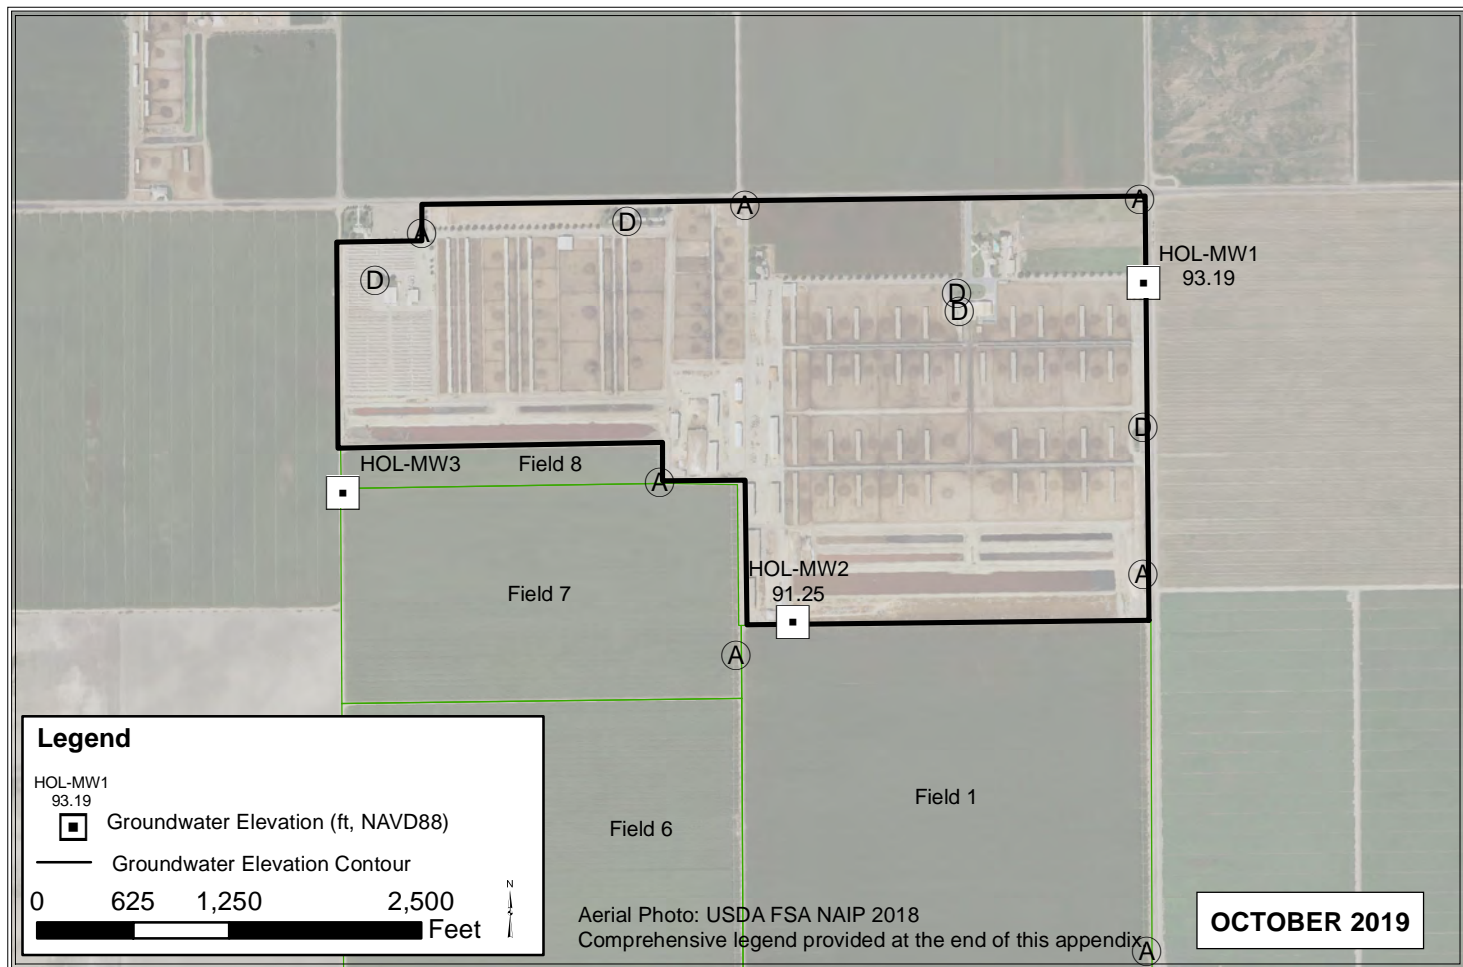 A
A
A
D
A
HOL-MW1
93.19
D
D
D
D
HOL-MW3
Field 8
A
HOL-MW2
91.25
A
Field 7
A
Legend
HOL-MW1
93.19
Groundwater Elevation (ft, NAVD88)
Groundwater Elevation Contour
0 625 1,250 2,500
Feet
N
Field 1
Field 6
Aerial Photo: USDA FSA NAIP 2018
Comprehensive legend provided at the end of this appendix.
A
OCTOBER 2019